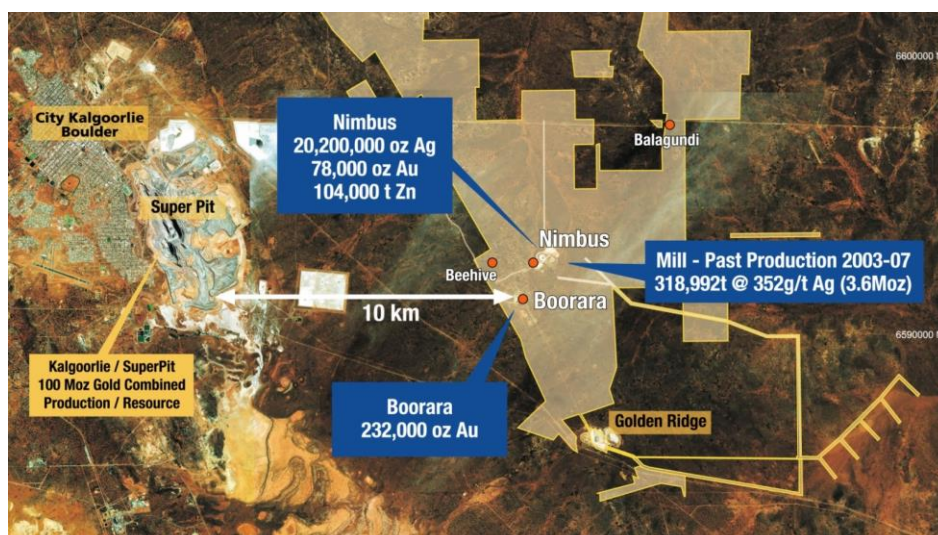 6600000
City Kalgoorlie
Boulder
Nimbus
20,200,000 oz Ag
78,000 oz Au
104,000 t Zn
Balagundi
Super Pit
Nimbus
Mill - Past Production 2003-07
318,992t @ 352g/t Ag (3.6Moz)
Beehive
Boorara
10 km
6590000
Kalgoorlie / SuperPit
100 Moz Gold Combined
Production / Resource
Boorara
232,000 oz Au
Golden Ridge